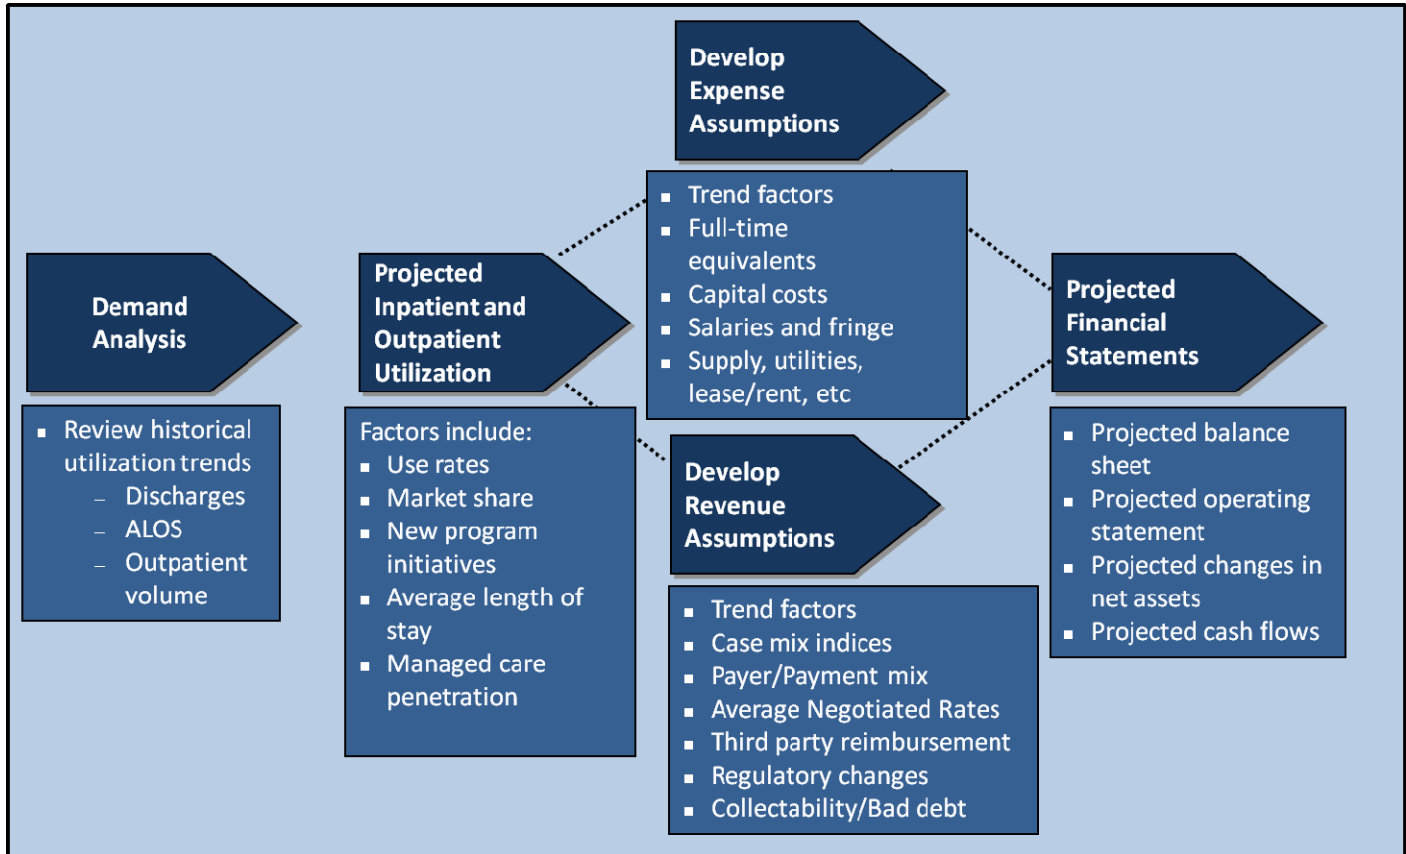 Demand
Analysis
▪ Review historical
utilization trends
– Discharges
– ALOS
– Outpatient
volume
Projected
Inpatient and
Outpatient
Utilization
Factors include:
▪ Use rates
▪ Market share
▪ New program
initiatives
▪ Average length of
stay
▪ Managed care
penetration
Develop
Expense
Assumptions
▪ Trend factors
▪ Full-time
equivalents
▪ Capital costs
▪ Salaries and fringe
▪ Supply, utilities,
lease/rent, etc
Develop
Revenue
Assumptions
▪ Trend factors
▪ Case mix indices
▪ Payer/Payment mix
▪ Average Negotiated Rates
▪ Third party reimbursement
▪ Regulatory changes
▪ Collectability/Bad debt
Projected
Financial
Statements
▪ Projected balance
sheet
▪ Projected operating
statement
▪ Projected changes in
net assets
▪ Projected cash flows